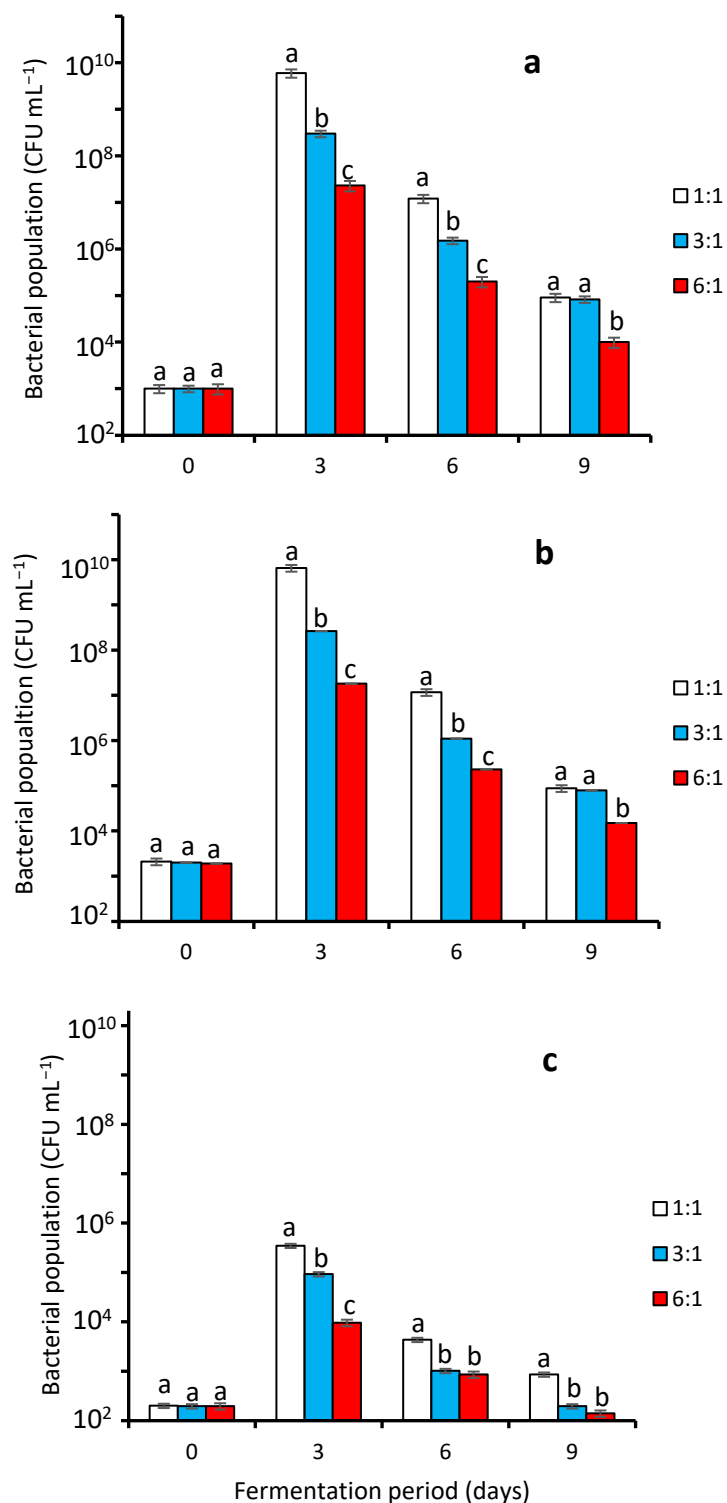 Bacterial population (CFU mL⁻¹)
a
10¹⁰
10⁸
10⁶
10⁴
10²
a a a
a b c
a b c
a a b
0 3 6 9
1:1
3:1
6:1
Bacterial popualtion (CFU mL⁻¹)
b
10¹⁰
10⁸
10⁶
10⁴
10²
a a a
a b c
a b c
a a b
0 3 6 9
1:1
3:1
6:1
Bacterial population (CFU mL⁻¹)
c
10¹⁰
10⁸
10⁶
10⁴
10²
a a a
a b c
a b b
a b b
0 3 6 9
1:1
3:1
6:1
Fermentation period (days)